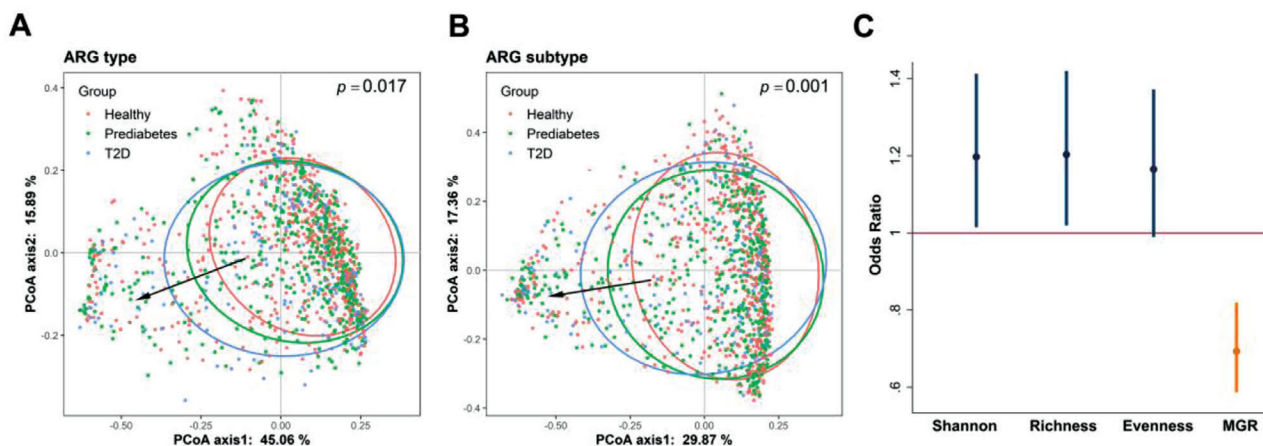 A
ARG type
p = 0.017
Group
Healthy
Prediabetes
T2D
0.4
0.2
0.0
-0.2
-0.50
-0.25
0.00
0.25
PCoA axis2: 15.89 %
PCoA axis1: 45.06 %
B
ARG subtype
p = 0.001
Group
Healthy
Prediabetes
T2D
0.4
0.2
0.0
-0.2
-0.4
-0.50
-0.25
0.00
0.25
PCoA axis2: 17.36 %
PCoA axis1: 29.87 %
C
Odds Ratio
1.4
1.2
1
.8
.6
Shannon
Richness
Evenness
MGR